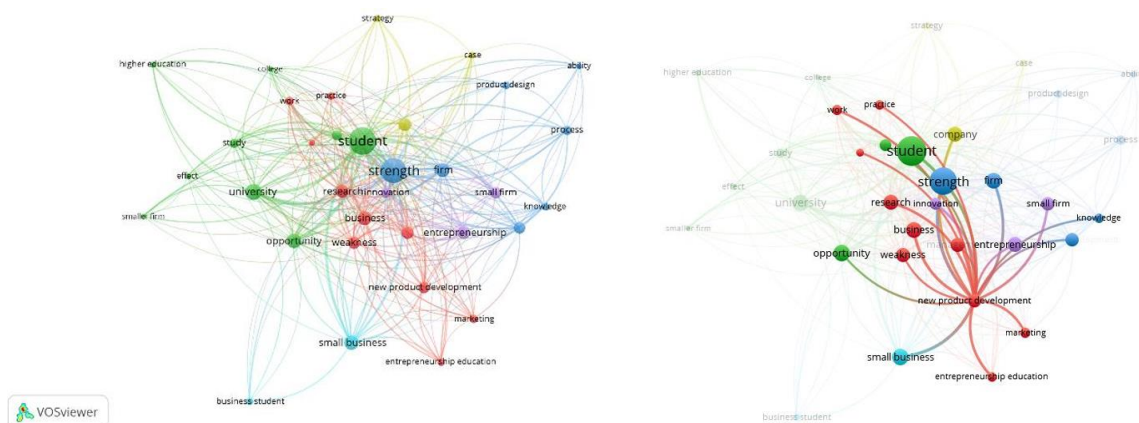 strategy
case
higher education
college
ability
product design
work
practice
process
student
study
strength
firm
effect
university
research
innovation
small firm
knowledge
smaller firm
business
entrepreneurship
opportunity
weakness
new product development
marketing
small business
entrepreneurship education
business student
VOSviewer
strategy
case
higher education
college
product design
work
practice
company
process
student
study
strength
firm
effect
university
research
innovation
small firm
knowledge
smaller firm
business
entrepreneurship
opportunity
weakness
new product development
marketing
small business
entrepreneurship education
business student